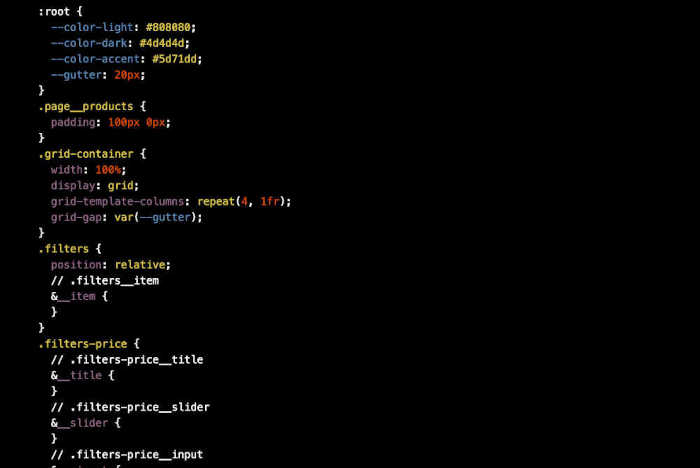 :root {
--color-light: #808080;
--color-dark: #4d4d4d;
--color-accent: #5d71dd;
--gutter: 20px;
}
.page__products {
padding: 100px 0px;
}
.grid-container {
width: 100%;
display: grid;
grid-template-columns: repeat(4, 1fr);
grid-gap: var(--gutter);
}
.filters {
position: relative;
// .filters__item
&__item {
}
}
.filters-price {
// .filters-price__title
&__title {
}
// .filters-price__slider
&__slider {
}
// .filters-price__input